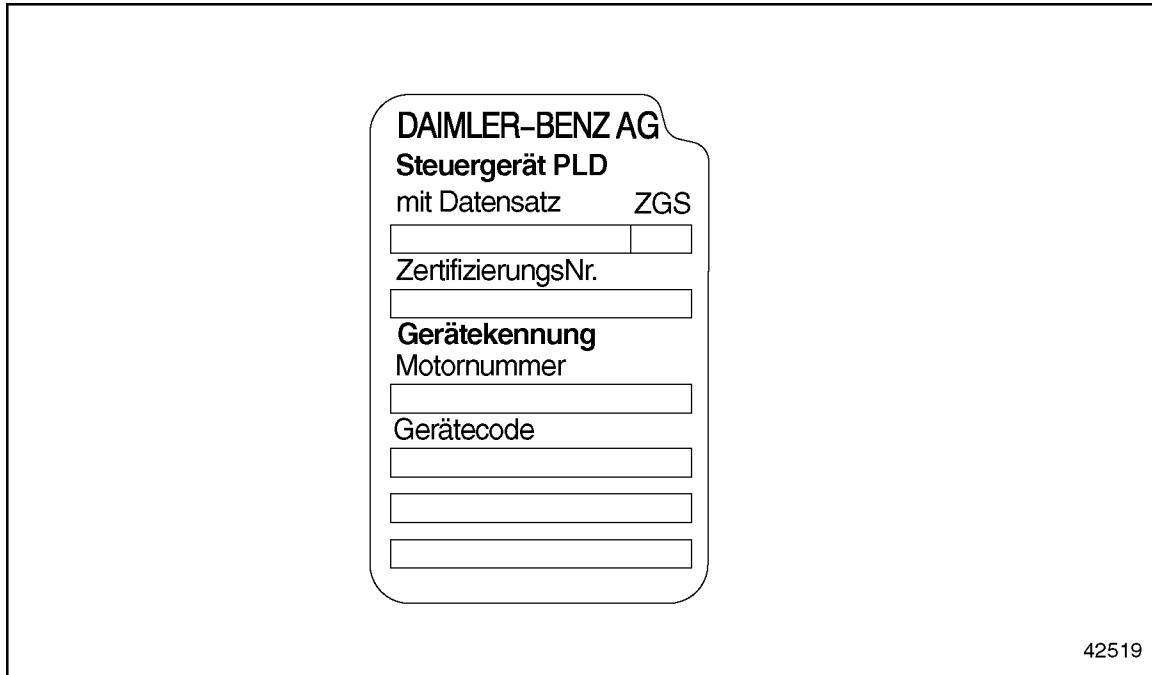 DAIMLER–BENZ AG
Steuergerät PLD
mit Datensatz ZGS
ZertifizierungsNr.
Gerätekennung
Motornummer
Gerätecode
42519